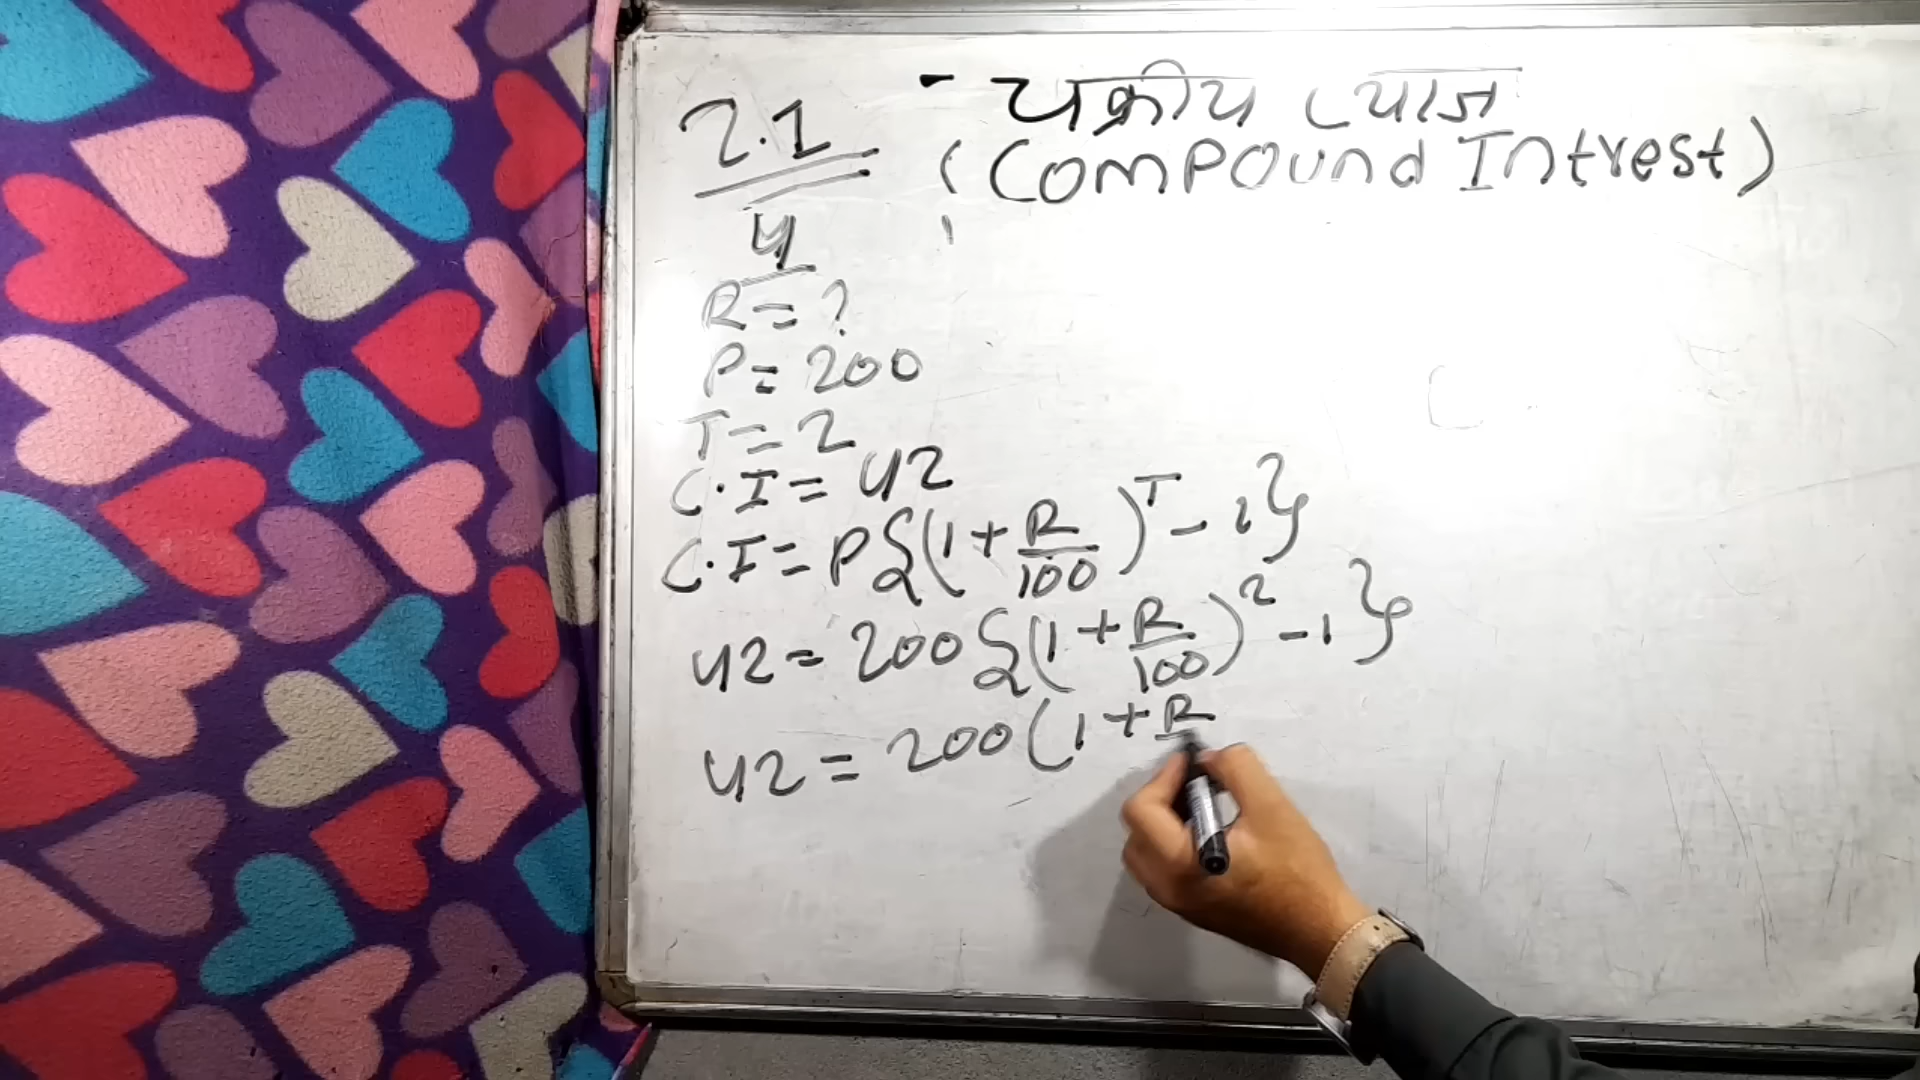 2.1 - चक्रीय ब्याज
(Compound Intrest)
4
R = ?
P = 200
T = 2
C.I = 42
C.I = P{(1 + R/100)^T - 1}
42 = 200{(1 + R/100)^2 - 1}
42 = 200(1 + R